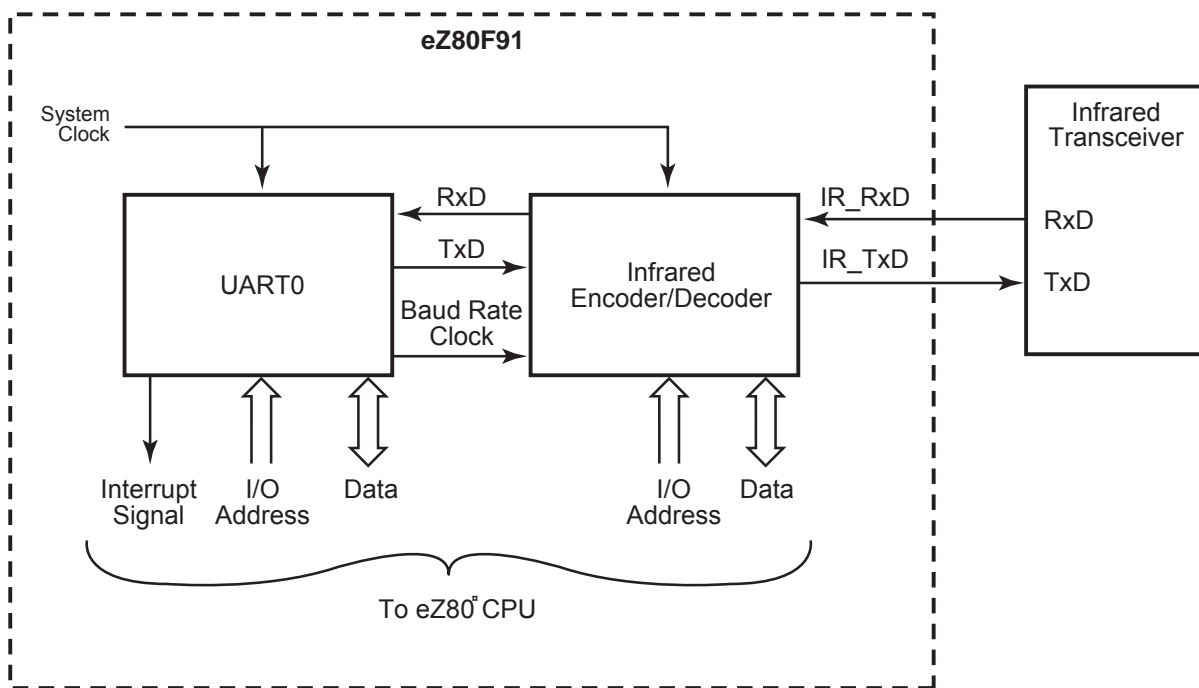 eZ80F91
System
Clock
Infrared
Transceiver
RxD
TxD
UART0
RxD
TxD
Baud Rate
Clock
Infrared
Encoder/Decoder
IR_RxD
IR_TxD
Interrupt
Signal
I/O
Address
Data
I/O
Address
Data
To eZ80¤ CPU